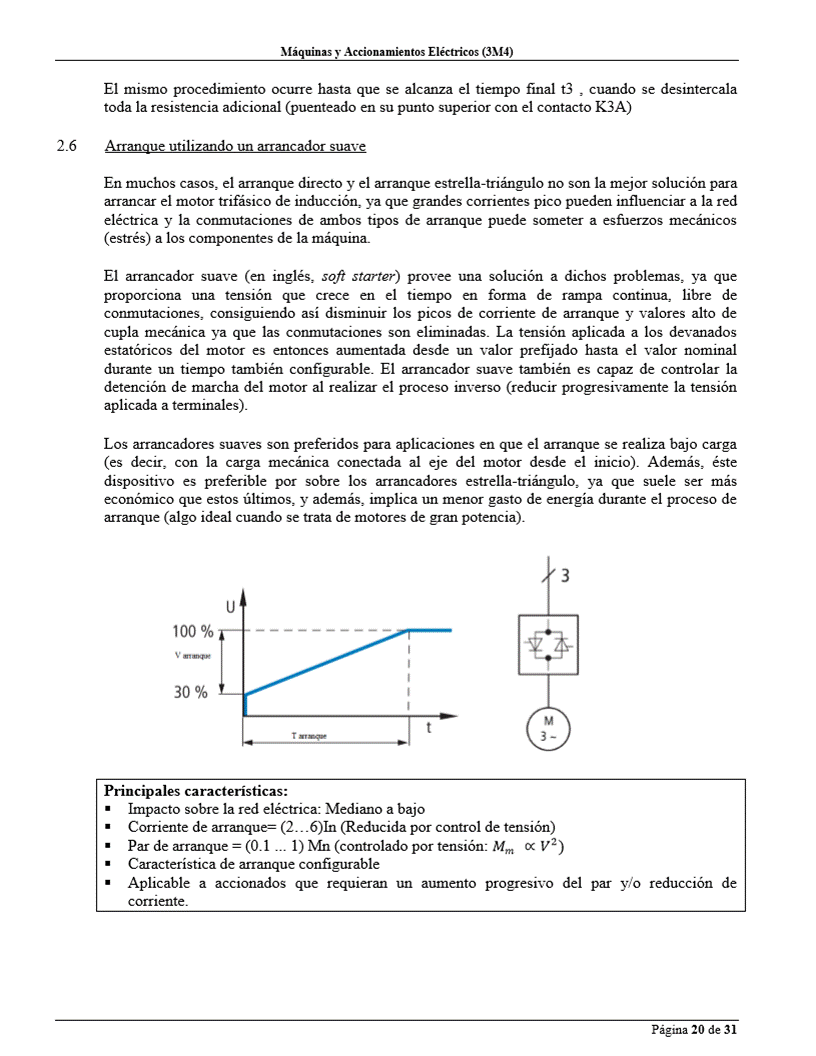 Máquinas y Accionamientos Eléctricos (3M4)
El mismo procedimiento ocurre hasta que se alcanza el tiempo final t3 , cuando se desintercala
toda la resistencia adicional (puenteado en su punto superior con el contacto K3A)
2.6 Arranque utilizando un arrancador suave
En muchos casos, el arranque directo y el arranque estrella-triángulo no son la mejor solución para
arrancar el motor trifásico de inducción, ya que grandes corrientes pico pueden influenciar a la red
eléctrica y la conmutaciones de ambos tipos de arranque puede someter a esfuerzos mecánicos
(estrés) a los componentes de la máquina.
El arrancador suave (en inglés, soft starter) provee una solución a dichos problemas, ya que
proporciona una tensión que crece en el tiempo en forma de rampa continua, libre de
conmutaciones, consiguiendo así disminuir los picos de corriente de arranque y valores alto de
cupla mecánica ya que las conmutaciones son eliminadas. La tensión aplicada a los devanados
estatóricos del motor es entonces aumentada desde un valor prefijado hasta el valor nominal
durante un tiempo también configurable. El arrancador suave también es capaz de controlar la
detención de marcha del motor al realizar el proceso inverso (reducir progresivamente la tensión
aplicada a terminales).
Los arrancadores suaves son preferidos para aplicaciones en que el arranque se realiza bajo carga
(es decir, con la carga mecánica conectada al eje del motor desde el inicio). Además, éste
dispositivo es preferible por sobre los arrancadores estrella-triángulo, ya que suele ser más
económico que estos últimos, y además, implica un menor gasto de energía durante el proceso de
arranque (algo ideal cuando se trata de motores de gran potencia).
U
100 %
V arranque
30 %
t
T arranque
3
M
3 ~
Principales características:
▪ Impacto sobre la red eléctrica: Mediano a bajo
▪ Corriente de arranque= (2…6)In (Reducida por control de tensión)
▪ Par de arranque = (0.1 ... 1) Mn (controlado por tensión: 𝑀𝑚 ∝ 𝑉²)
▪ Característica de arranque configurable
▪ Aplicable a accionados que requieran un aumento progresivo del par y/o reducción de
corriente.
Página 20 de 31